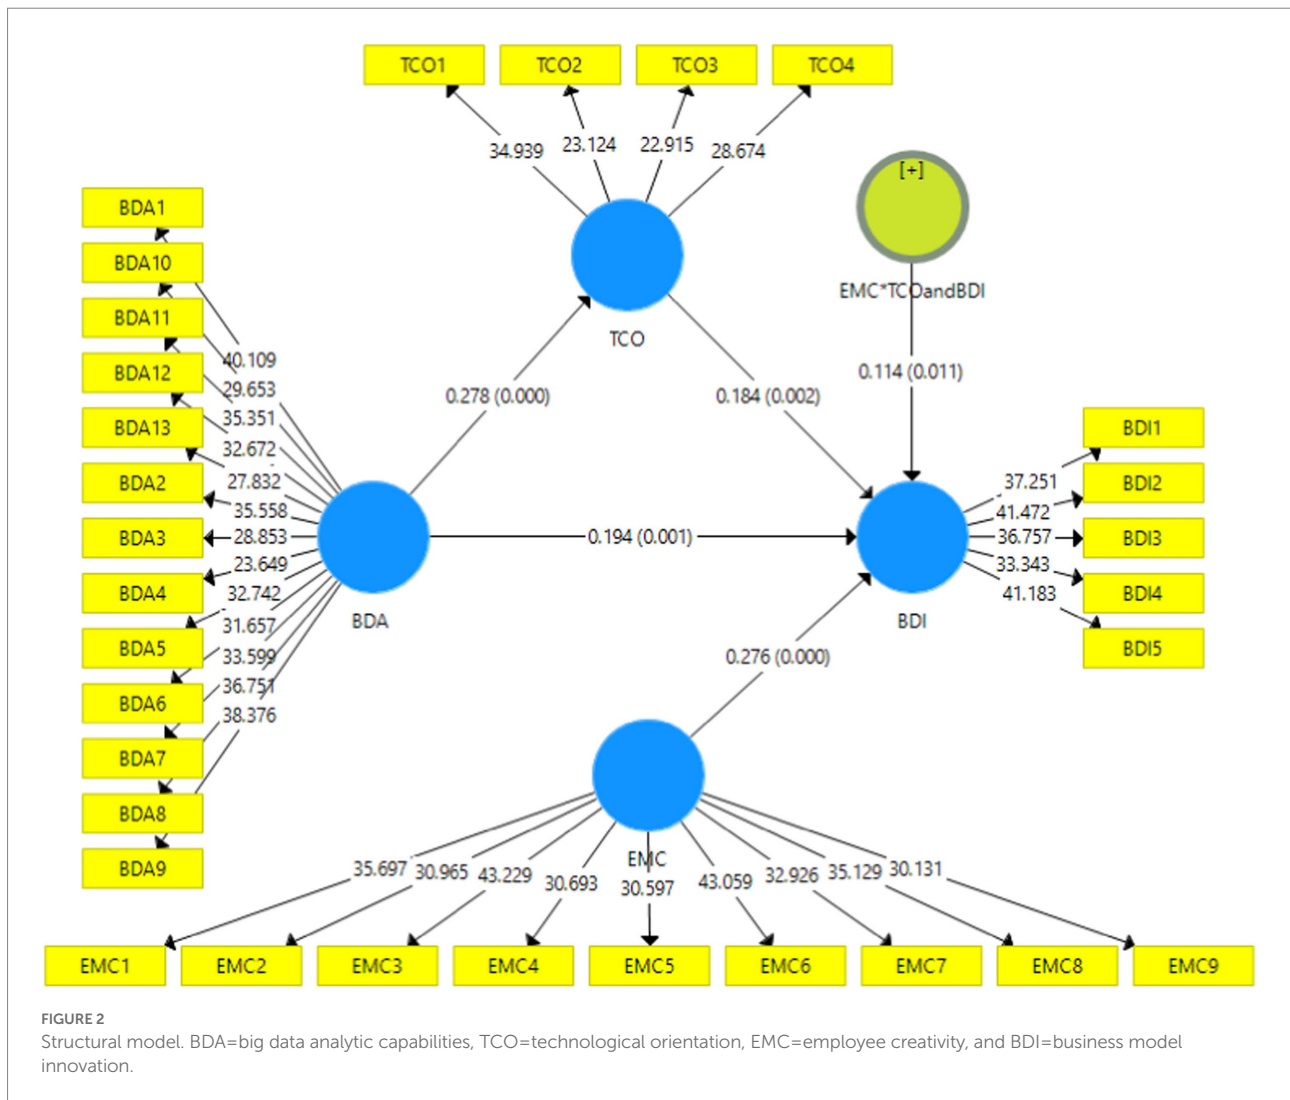 TCO1 TCO2 TCO3 TCO4
34.939 23.124 22.915 28.674
[+]
EMC*TCOandBDI
TCO
BDA1
BDA10
BDA11
BDA12
BDA13
BDA2
BDA3
BDA4
BDA5
BDA6
BDA7
BDA8
BDA9
40.109
29.653
35.351
32.672
27.832
35.558
28.853
23.649
32.742
31.657
33.599
36.751
38.376
BDA
0.278 (0.000)
0.184 (0.002)
0.114 (0.011)
0.194 (0.001)
0.276 (0.000)
BDI
37.251
41.472
36.757
33.343
41.183
BDI1
BDI2
BDI3
BDI4
BDI5
EMC
35.697 30.965 43.229 30.693 30.597 43.059 32.926 35.129 30.131
EMC1 EMC2 EMC3 EMC4 EMC5 EMC6 EMC7 EMC8 EMC9
FIGURE 2
Structural model. BDA=big data analytic capabilities, TCO=technological orientation, EMC=employee creativity, and BDI=business model
innovation.